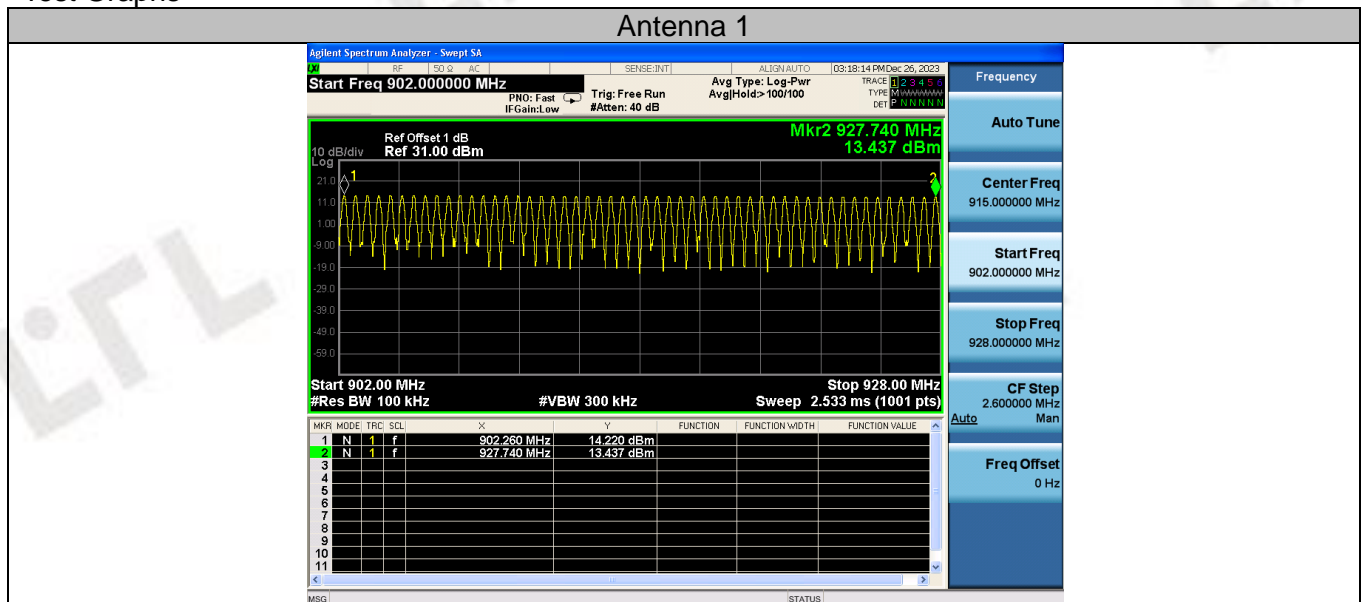 Test Graphs
Antenna 1
Agilent Spectrum Analyzer - Swept SA
LXI RF 50 Ω AC SENSE:INT ALIGN AUTO 03:18:14 PM Dec 26, 2023
Start Freq 902.000000 MHz
PNO: Fast
IFGain:Low
Trig: Free Run
#Atten: 40 dB
Avg Type: Log-Pwr
Avg|Hold:>100/100
TRACE 1 2 3 4 5 6
TYPE M
DET P N N N N N
Ref Offset 1 dB
10 dB/div Ref 31.00 dBm
Log
Mkr2 927.740 MHz
13.437 dBm
21.0
11.0
1.00
-9.00
-19.0
-29.0
-39.0
-49.0
-59.0
1
2
Start 902.00 MHz Stop 928.00 MHz
#Res BW 100 kHz #VBW 300 kHz Sweep 2.533 ms (1001 pts)
MKR MODE TRC SCL X Y FUNCTION FUNCTION WIDTH FUNCTION VALUE
1 N 1 f 902.260 MHz 14.220 dBm
2 N 1 f 927.740 MHz 13.437 dBm
3
4
5
6
7
8
9
10
11
MSG STATUS
Frequency
Auto Tune
Center Freq
915.000000 MHz
Start Freq
902.000000 MHz
Stop Freq
928.000000 MHz
CF Step
2.600000 MHz
Auto Man
Freq Offset
0 Hz